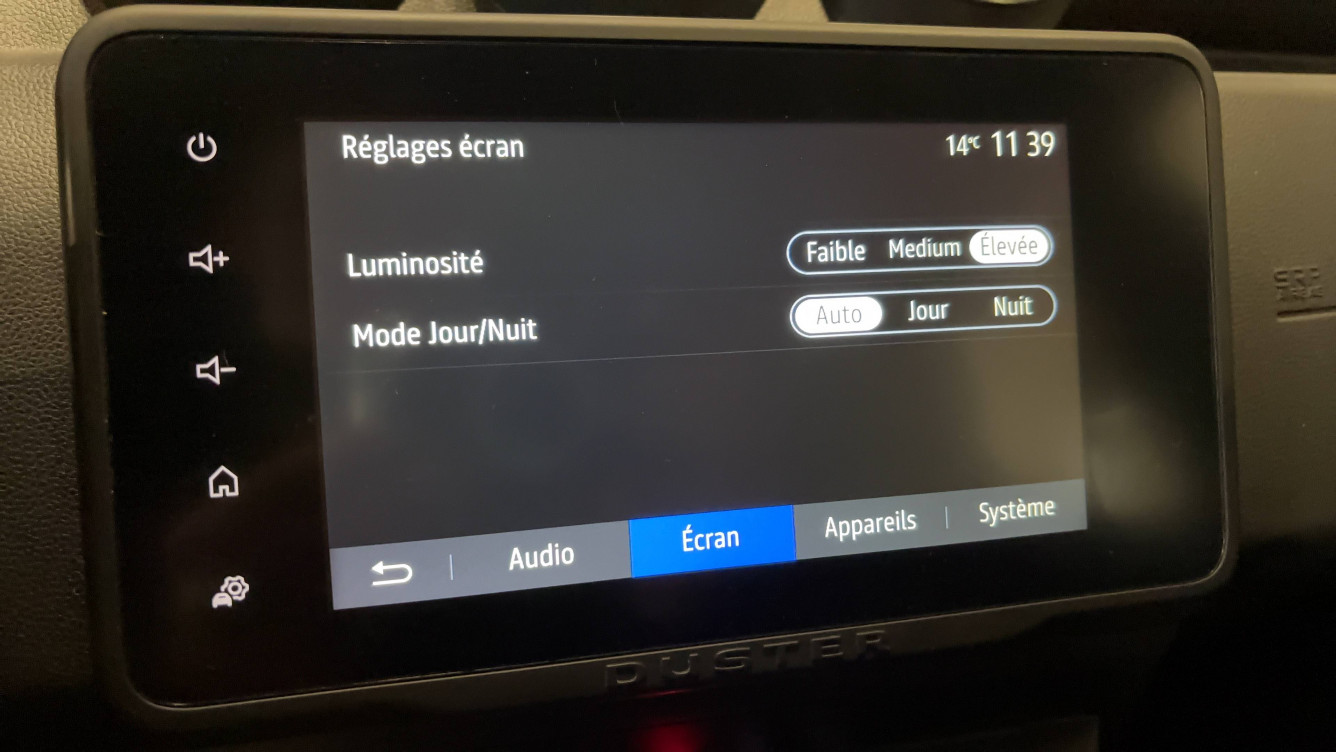 Réglages écran 14°C 11 39
Luminosité Faible Medium Élevée
Mode Jour/Nuit Auto Jour Nuit
Audio Écran Appareils Système
DUSTER